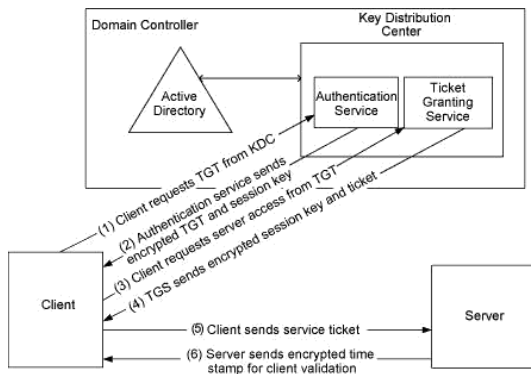 Domain Controller
Key Distribution
Center
Active
Directory
Authentication
Service
Ticket
Granting
Service
(1) Client requests TGT from KDC
(2) Authentication service sends
encrypted TGT and session key
(3) Client requests server access from TGT
(4) TGS sends encrypted session key and ticket
Client
Server
(5) Client sends service ticket
(6) Server sends encrypted time
stamp for client validation